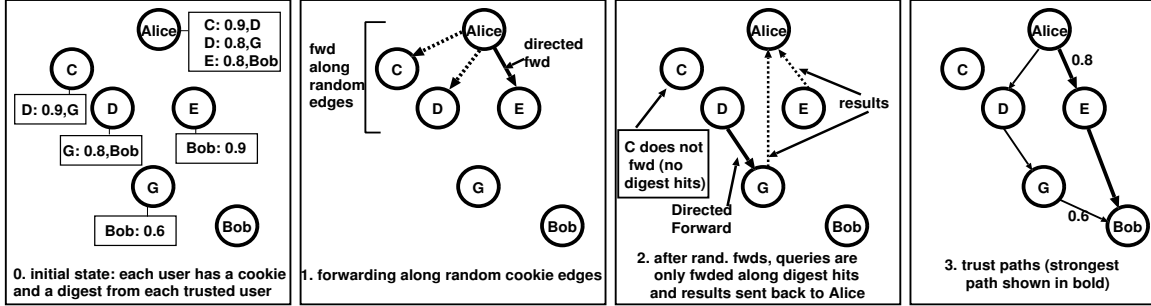 Alice
C: 0.9,D
D: 0.8,G
E: 0.8,Bob
C
D: 0.9,G
D
G: 0.8,Bob
E
Bob: 0.9
G
Bob: 0.6
Bob
0. initial state: each user has a cookie
and a digest from each trusted user
Alice
fwd
along
random
edges
directed
fwd
C
D
E
G
Bob
1. forwarding along random cookie edges
Alice
C
D
E
results
C does not
fwd (no
digest hits)
G
Directed
Forward
Bob
2. after rand. fwds, queries are
only fwded along digest hits
and results sent back to Alice
Alice
0.8
C
D
E
G
0.6
Bob
3. trust paths (strongest
path shown in bold)